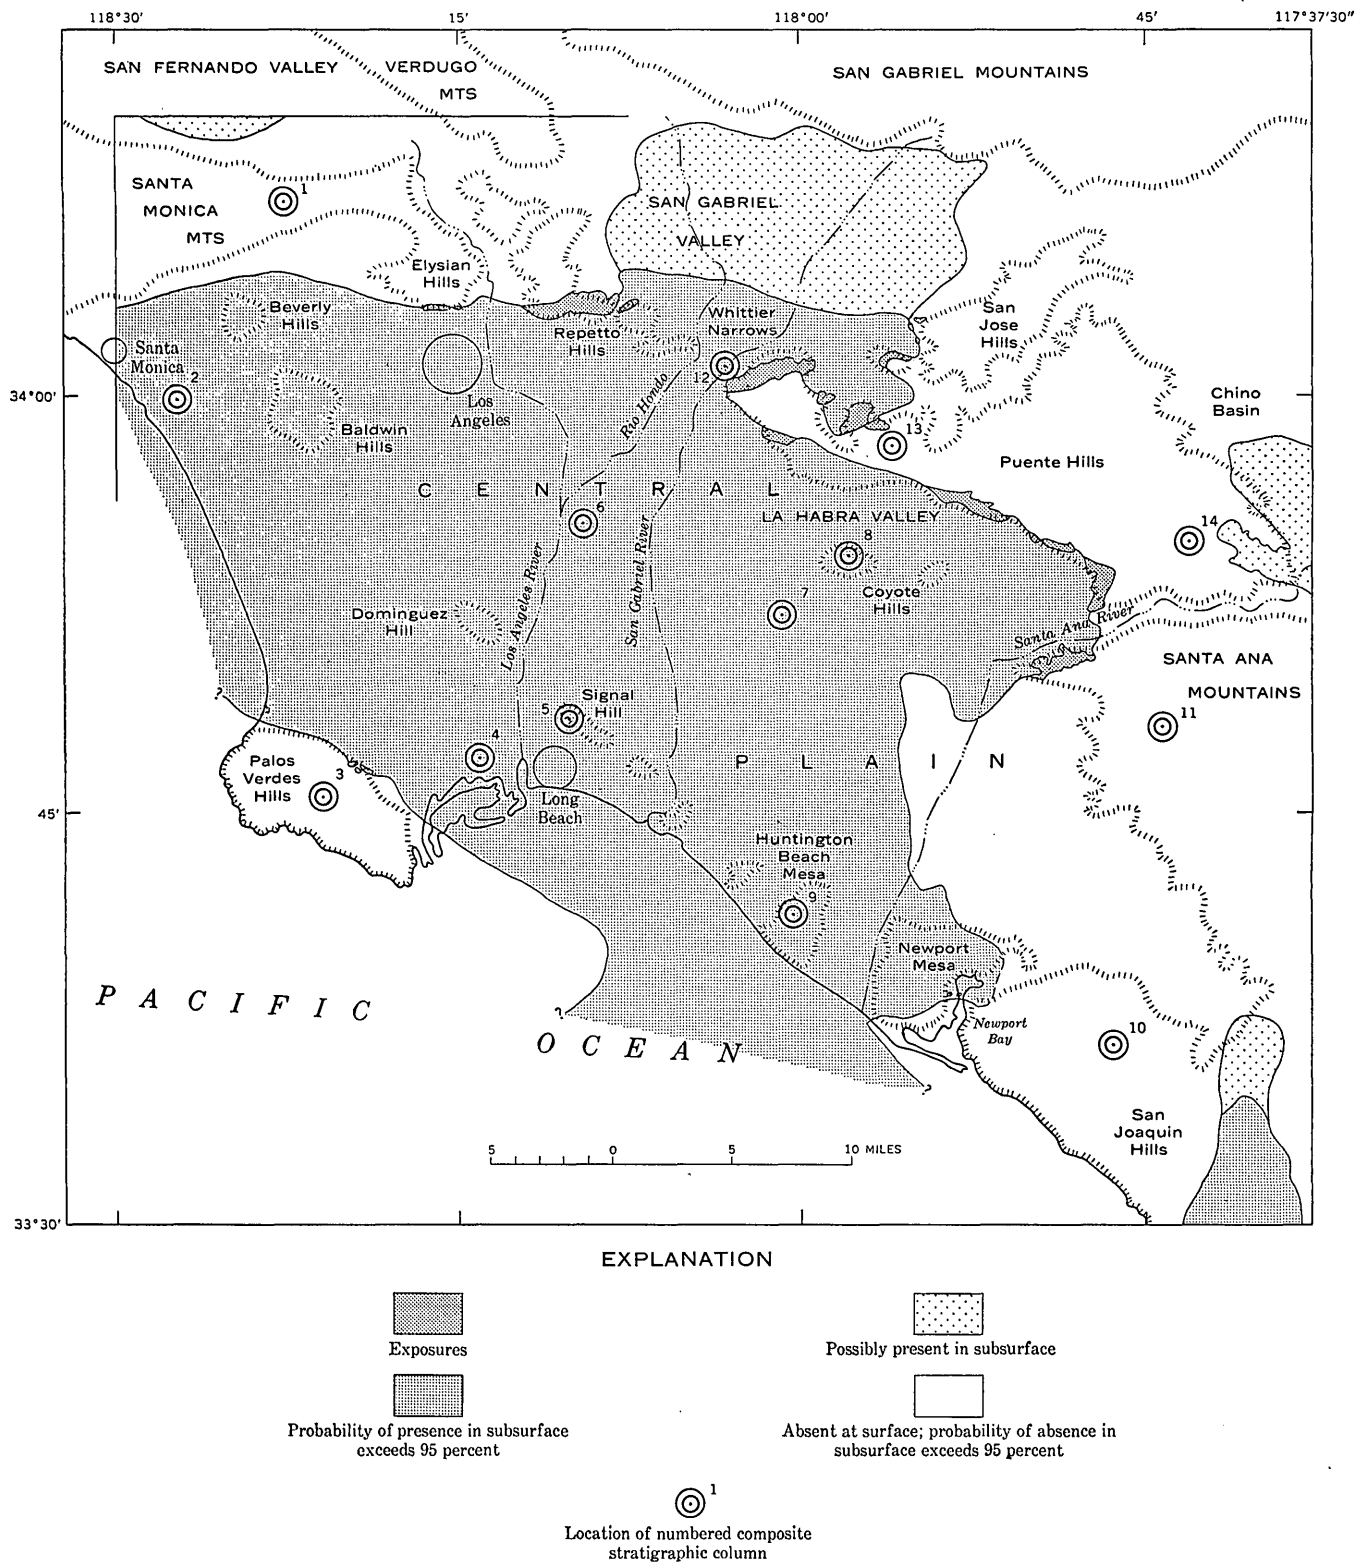 118°30'
15'
118°00'
45'
117°37'30"
SAN FERNANDO VALLEY
VERDUGO
MTS
SAN GABRIEL MOUNTAINS
SANTA
MONICA
MTS
1
SAN GABRIEL
VALLEY
Elysian
Hills
Beverly
Hills
Repetto
Hills
Whittier
Narrows
San
Jose
Hills
Santa
Monica
2
12
34°00'
Los
Angeles
Rio Hondo
Chino
Basin
Baldwin
Hills
13
Puente Hills
CENTRAL
LA HABRA VALLEY
6
8
14
San Gabriel River
Los Angeles River
7
Coyote
Hills
Dominguez
Hill
Santa Ana River
SANTA ANA
MOUNTAINS
?
?
Signal
Hill
5
11
4
Palos
Verdes
Hills
3
PLAIN
45'
Long
Beach
Huntington
Beach
Mesa
9
Newport
Mesa
PACIFIC
OCEAN
?
Newport
Bay
10
?
San
Joaquin
Hills
5 0 5 10 MILES
33°30'
EXPLANATION
Exposures
Possibly present in subsurface
Probability of presence in subsurface
exceeds 95 percent
Absent at surface; probability of absence in
subsurface exceeds 95 percent
1
Location of numbered composite
stratigraphic column